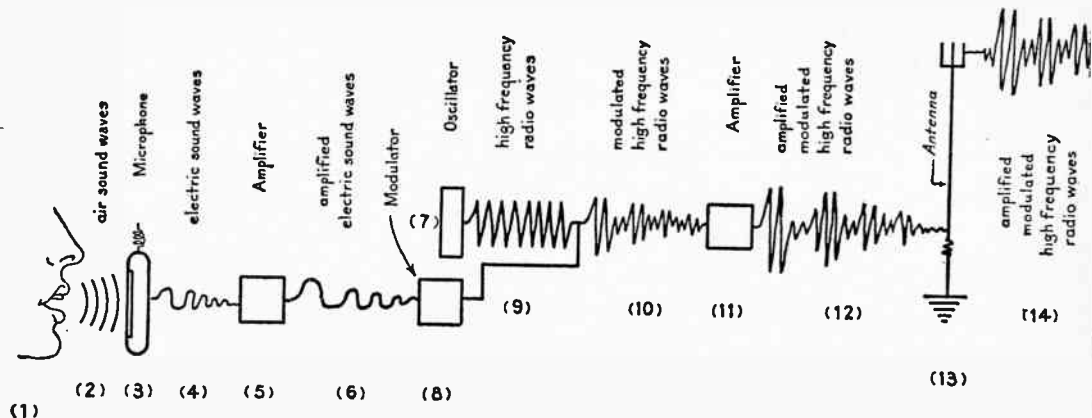 air sound waves
Microphone
electric sound waves
Amplifier
amplified
electric sound waves
Modulator
Oscillator
high frequency
radio waves
modulated
high frequency
radio waves
Amplifier
amplified
modulated
high frequency
radio waves
Antenna
amplified
modulated
high frequency
radio waves
(7)
(9)
(10)
(11)
(12)
(14)
(2)
(3)
(4)
(5)
(6)
(8)
(13)
(1)